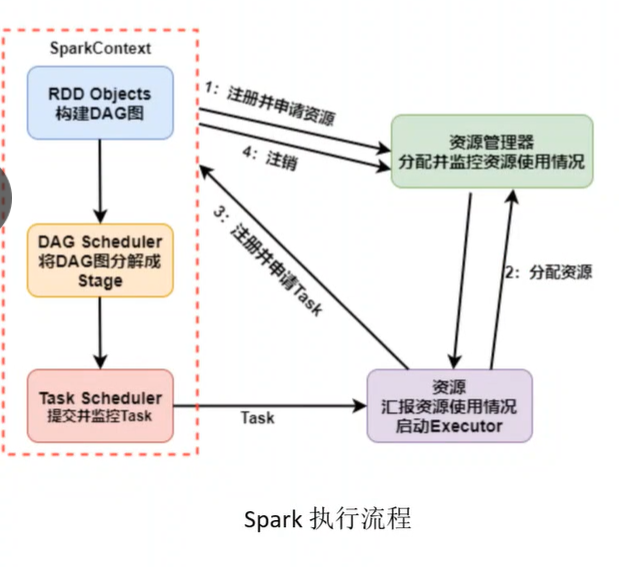 SparkContext
RDD Objects
构建DAG图
1：注册并申请资源
4：注销
资源管理器
分配并监控资源使用情况
3：注册并申请Task
DAG Scheduler
将DAG图分解成
Stage
2：分配资源
Task Scheduler
提交并监控Task
Task
资源
汇报资源使用情况
启动Executor
Spark 执行流程